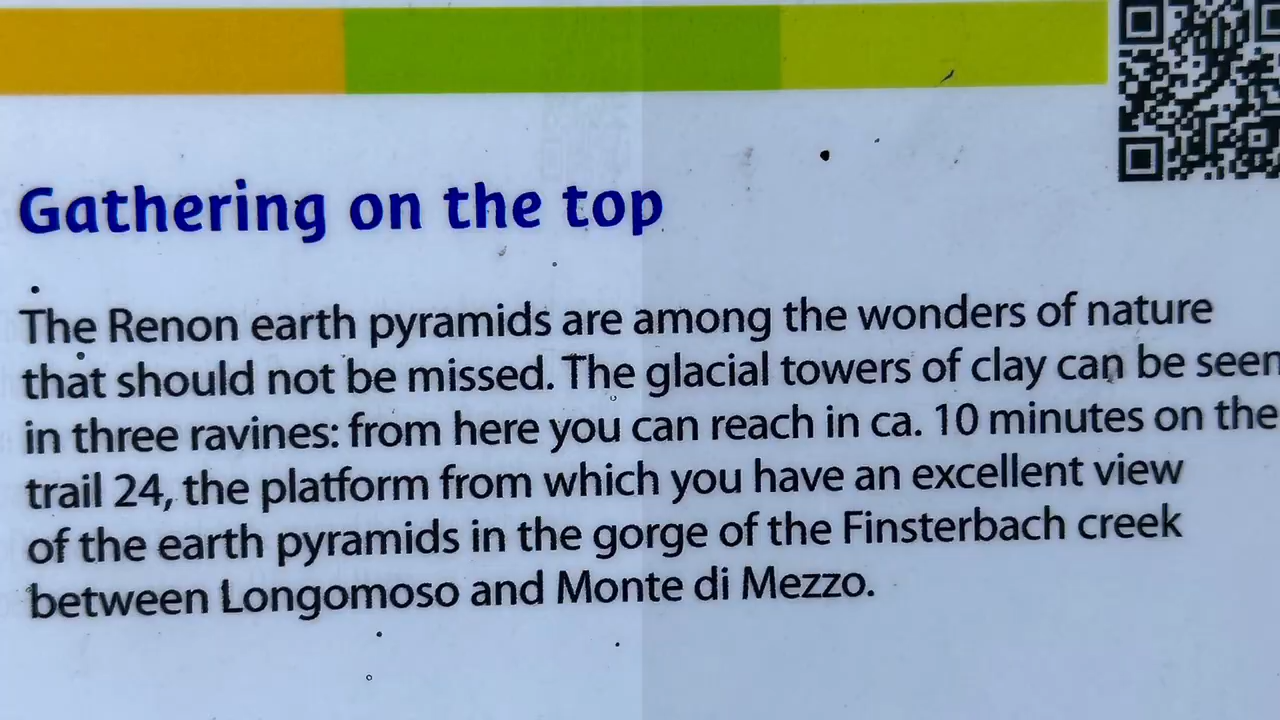 Gathering on the top
The Renon earth pyramids are among the wonders of nature
that should not be missed. The glacial towers of clay can be seen
in three ravines: from here you can reach in ca. 10 minutes on the
trail 24, the platform from which you have an excellent view
of the earth pyramids in the gorge of the Finsterbach creek
between Longomoso and Monte di Mezzo.